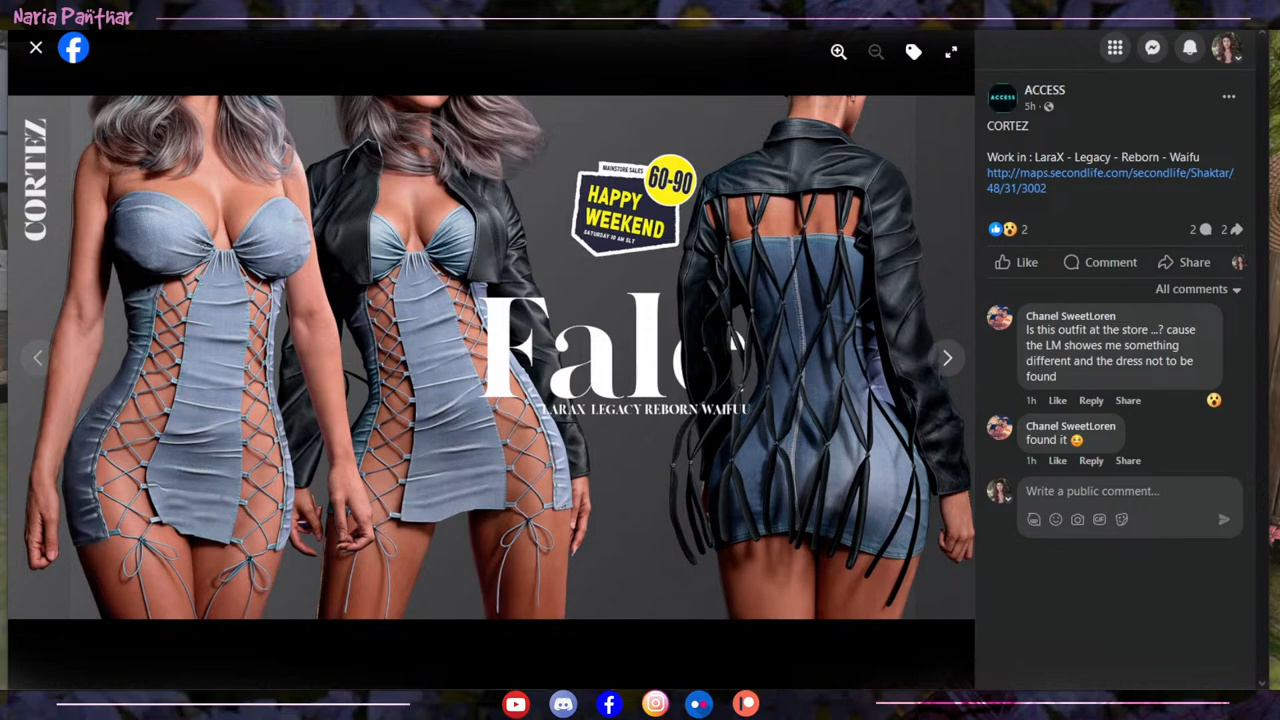 Naria Panthar
CORTEZ
MAINSTORE SALES
60-90
HAPPY
WEEKEND
SATURDAY 10 AM SLT
LARAX LEGACY REBORN WAIFUU
ACCESS
ACCESS
5h
CORTEZ
Work in : LaraX - Legacy - Reborn - Waifu
http://maps.secondlife.com/secondlife/Shaktar/
48/31/3002
2
2
2
Like
Comment
Share
All comments
Chanel SweetLoren
Is this outfit at the store ...? cause
the LM showes me something
different and the dress not to be
found
1h Like Reply Share
Chanel SweetLoren
found it 😆
1h Like Reply Share
Write a public comment...
GIF